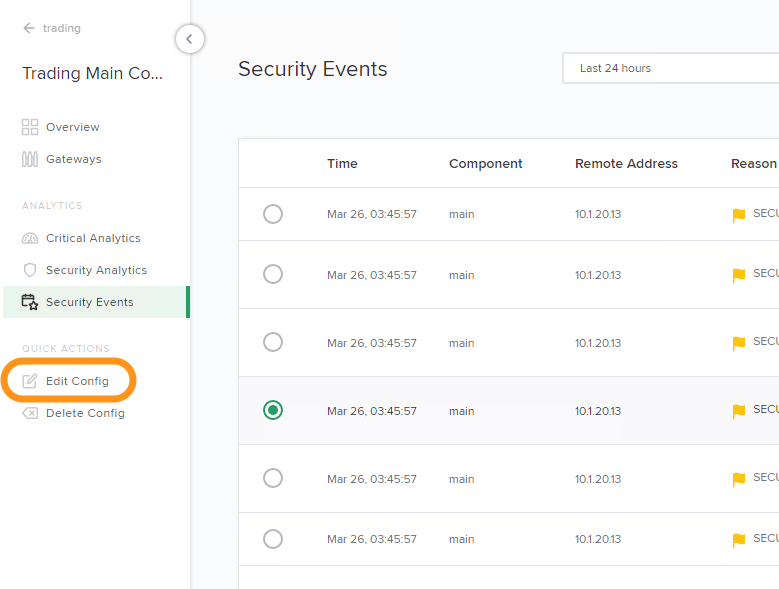 trading
Trading Main Co...
Overview
Gateways
ANALYTICS
Critical Analytics
Security Analytics
Security Events
QUICK ACTIONS
Edit Config
Delete Config
Security Events
Last 24 hours
Time Component Remote Address Reason
Mar 26, 03:45:57 main 10.1.20.13 SECU
Mar 26, 03:45:57 main 10.1.20.13 SECU
Mar 26, 03:45:57 main 10.1.20.13 SECU
Mar 26, 03:45:57 main 10.1.20.13 SECU
Mar 26, 03:45:57 main 10.1.20.13 SECU
Mar 26, 03:45:57 main 10.1.20.13 SECU